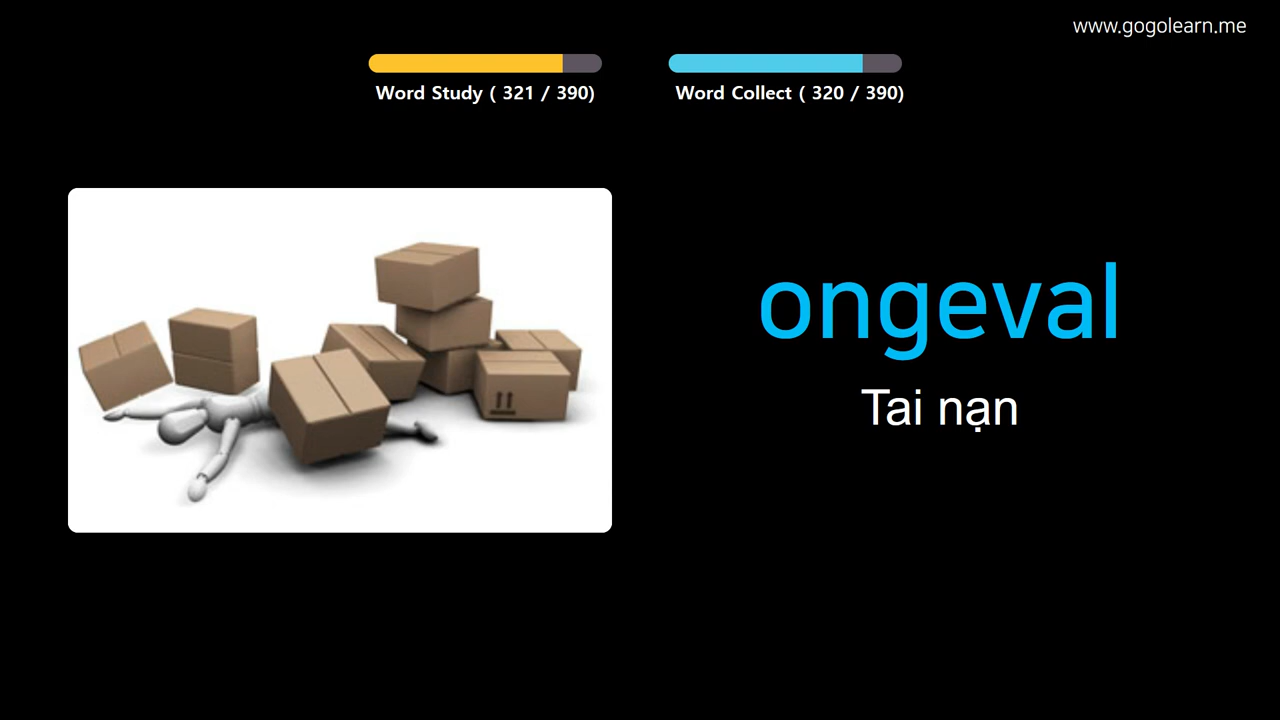 www.gogolearn.me
Word Study ( 321 / 390)
Word Collect ( 320 / 390)
ongeval
Tai nạn